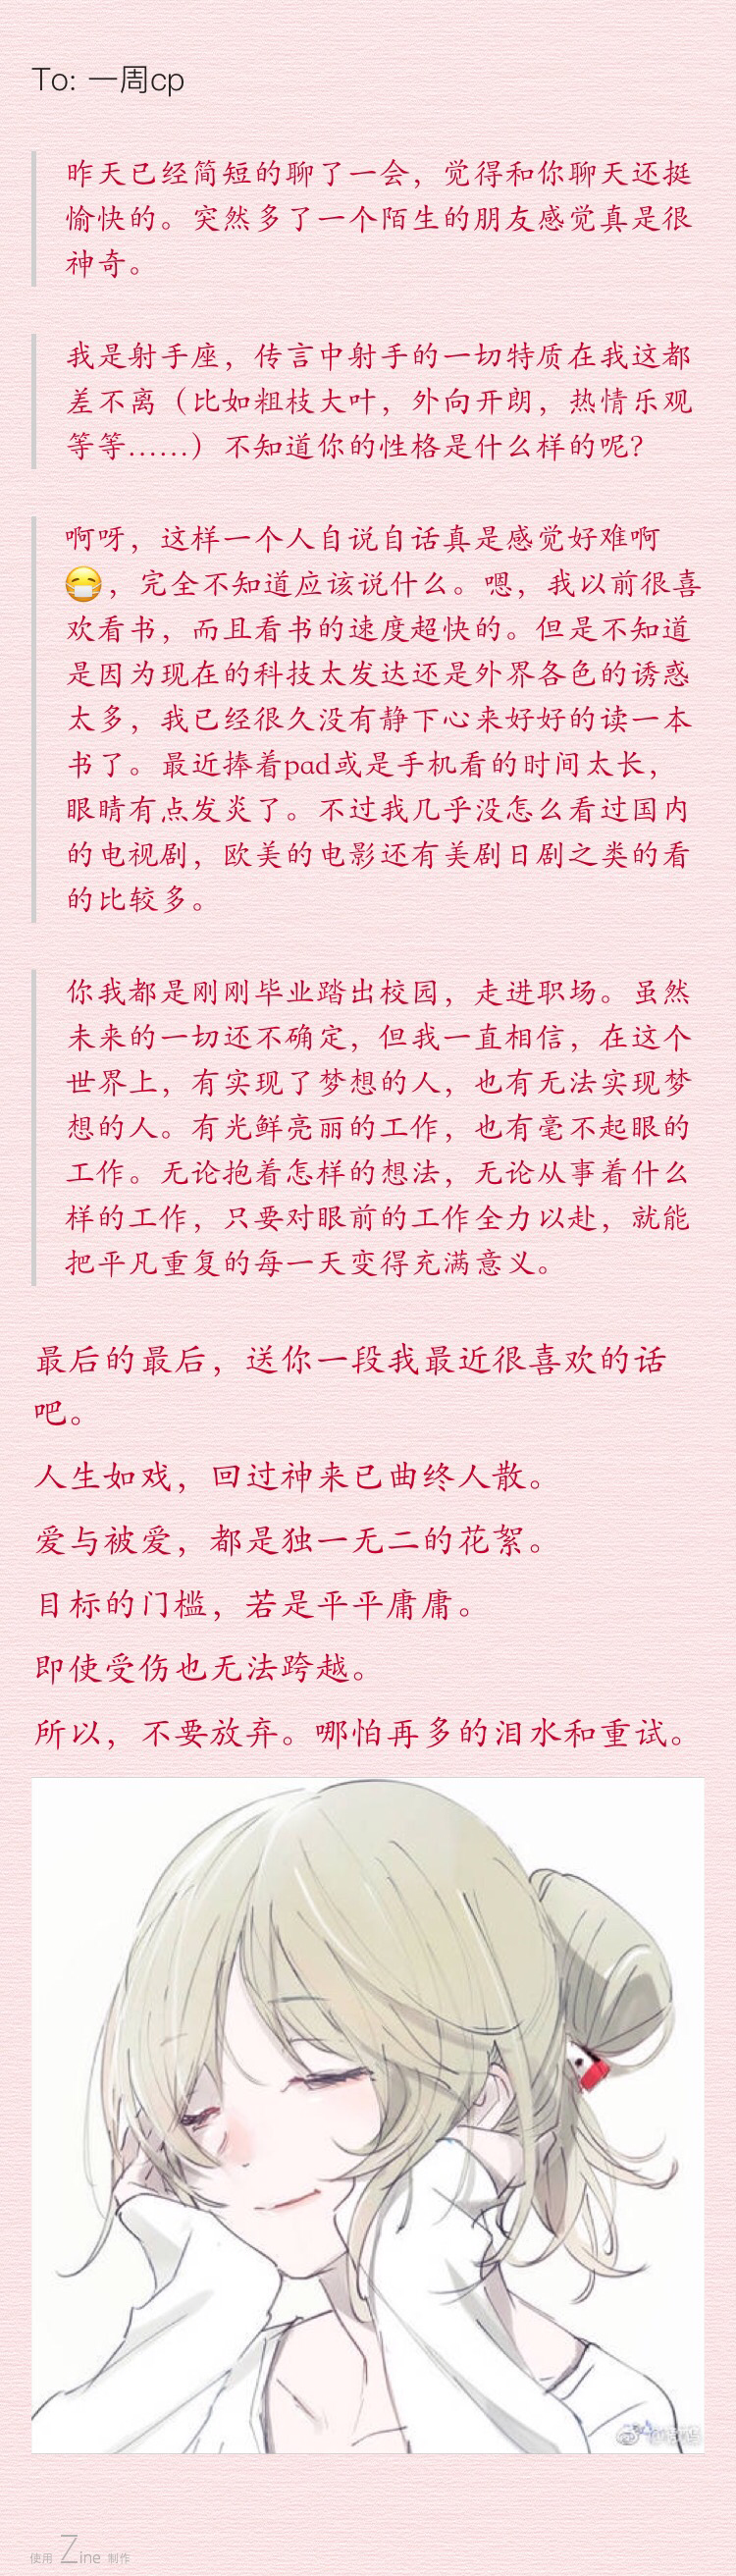 To: 一周cp
昨天已经简短的聊了一会，觉得和你聊天还挺
愉快的。突然多了一个陌生的朋友感觉真是很
神奇。
我是射手座，传言中射手的一切特质在我这都
差不离（比如粗枝大叶，外向开朗，热情乐观
等等……）不知道你的性格是什么样的呢？
啊呀，这样一个人自说自话真是感觉好难啊
😷，完全不知道应该说什么。嗯，我以前很喜
欢看书，而且看书的速度超快的。但是不知道
是因为现在的科技太发达还是外界各色的诱惑
太多，我已经很久没有静下心来好好的读一本
书了。最近捧着pad或是手机看的时间太长，
眼睛有点发炎了。不过我几乎没怎么看过国内
的电视剧，欧美的电影还有美剧日剧之类的看
的比较多。
你我都是刚刚毕业踏出校园，走进职场。虽然
未来的一切还不确定，但我一直相信，在这个
世界上，有实现了梦想的人，也有无法实现梦
想的人。有光鲜亮丽的工作，也有毫不起眼的
工作。无论抱着怎样的想法，无论从事着什么
样的工作，只要对眼前的工作全力以赴，就能
把平凡重复的每一天变得充满意义。
最后的最后，送你一段我最近很喜欢的话
吧。
人生如戏，回过神来已曲终人散。
爱与被爱，都是独一无二的花絮。
目标的门槛，若是平平庸庸。
即使受伤也无法跨越。
所以，不要放弃。哪怕再多的泪水和重试。
使用 Zine 制作